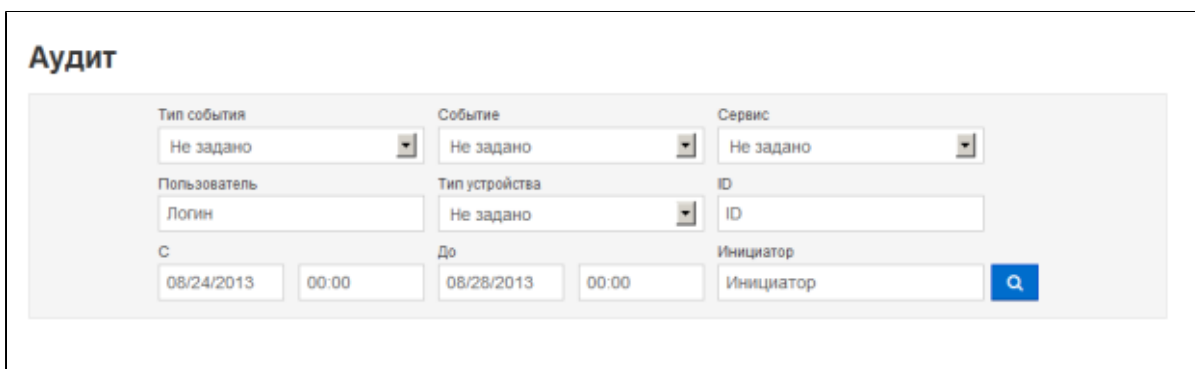 Аудит
Тип события Событие Сервис
Не задано Не задано Не задано
Пользователь Тип устройства ID
Логин Не задано ID
С До Инициатор
08/24/2013 00:00 08/28/2013 00:00 Инициатор